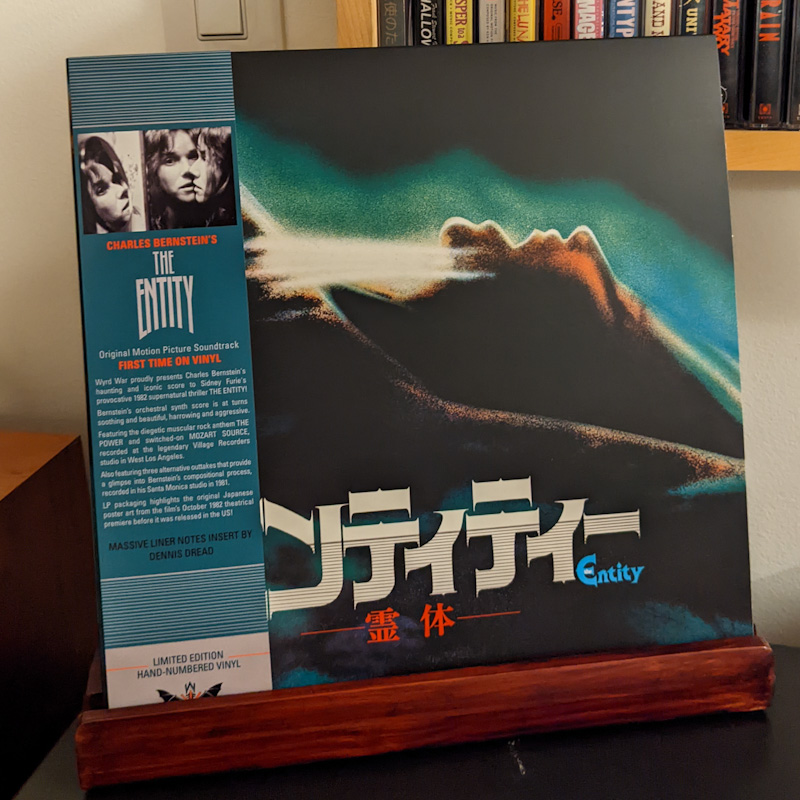 CHARLES BERNSTEIN'S
THE
ENTITY
Original Motion Picture Soundtrack
FIRST TIME ON VINYL
Wyrd War proudly presents Charles Bernstein's
haunting and iconic score to Sidney Furie's
provocative 1982 supernatural thriller THE ENTITY!
Bernstein's orchestral synth score is at turns
soothing and beautiful, harrowing and aggressive.
Featuring the diegetic muscular rock anthem THE
POWER and switched-on MOZART SOURCE,
recorded at the legendary Village Recorders
studio in West Los Angeles.
Also featuring three alternative outtakes that provide
a glimpse into Bernstein's compositional process,
recorded in his Santa Monica studio in 1981.
LP packaging highlights the original Japanese
poster art from the film's October 1982 theatrical
premiere before it was released in the US!
MASSIVE LINER NOTES INSERT BY
DENNIS DREAD
LIMITED EDITION
HAND-NUMBERED VINYL
ンティティー
Entity
霊体